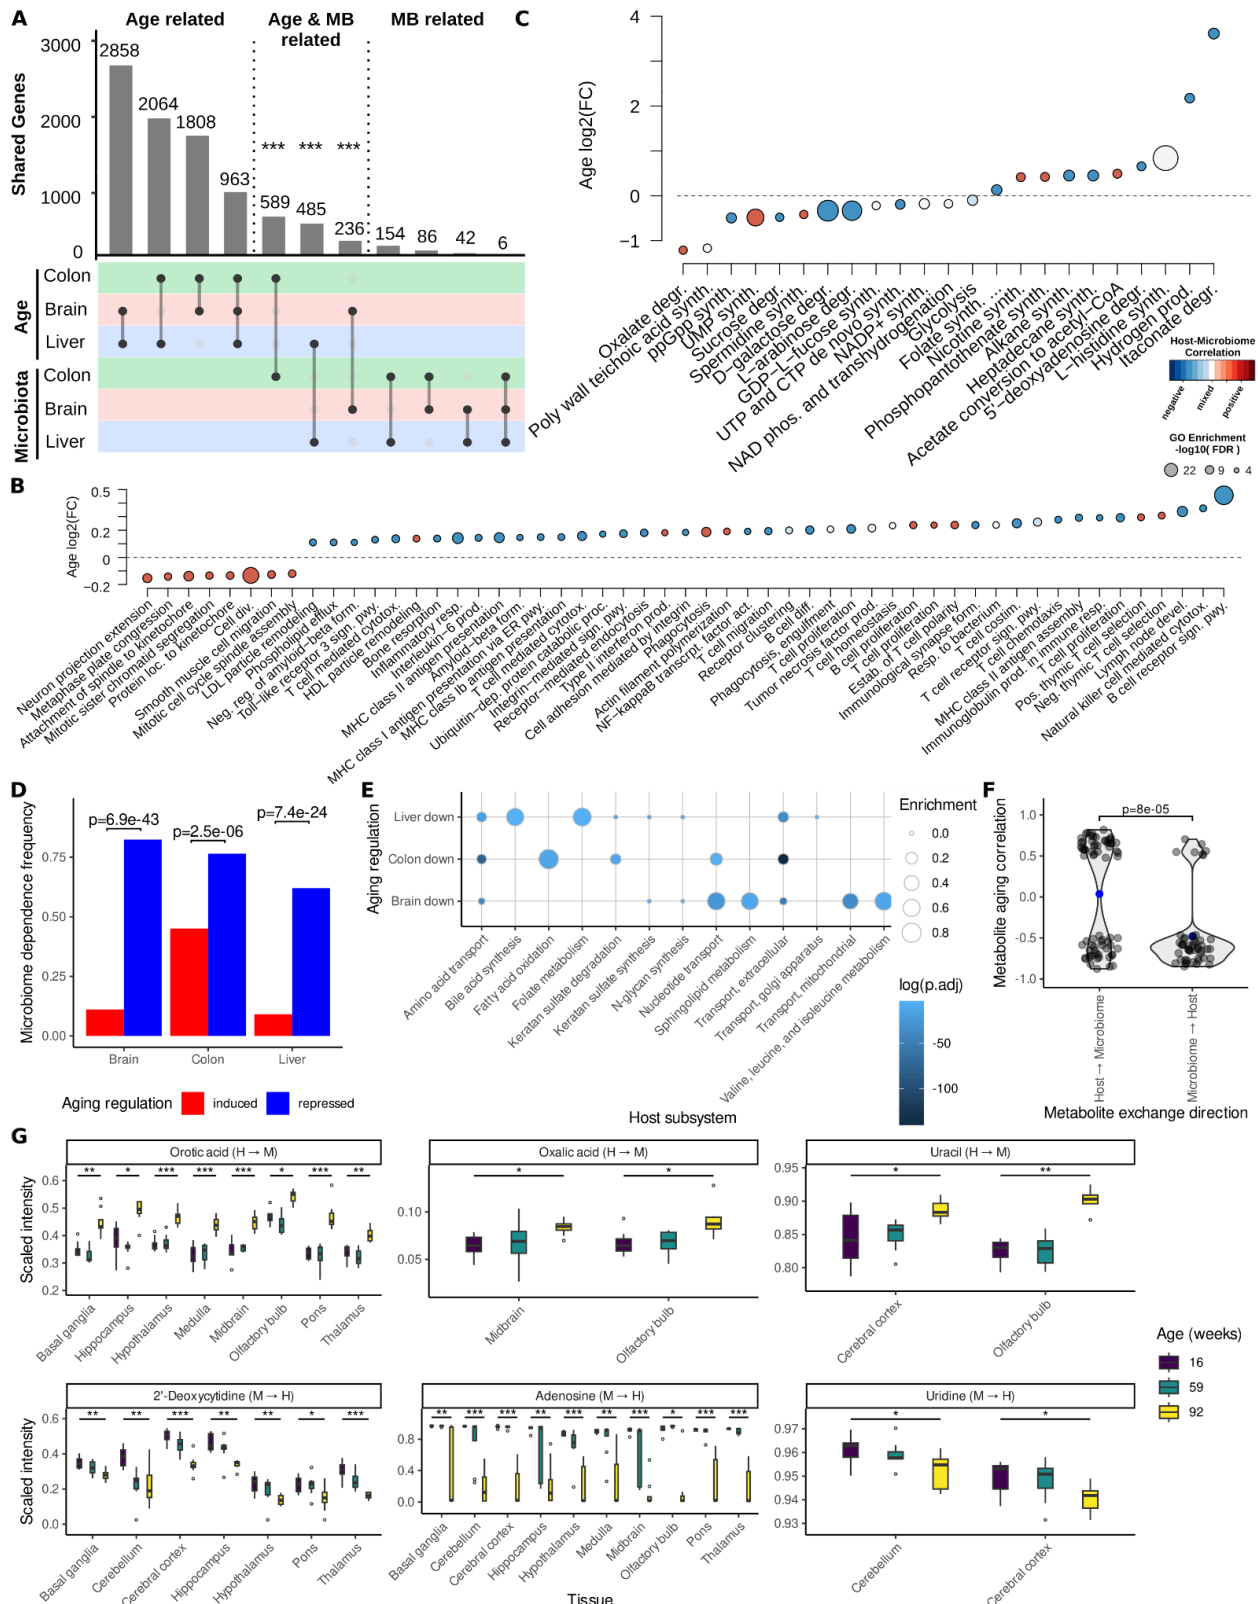 A
Age related
Age & MB
related
MB related
Shared Genes
3000
2000
1000
0
2858
2064
1808
963
589
485
236
154
86
42
6
*** *** ***
Age
Colon
Brain
Liver
Microbiota
Colon
Brain
Liver
C
Age log2(FC)
4
2
0
−1
Oxalate degr.
Poly wall teichoic acid synth.
ppGpp synth.
UMP synth.
Sucrose degr.
Spermidine synth.
D−galactose degr.
L−arabinose degr.
GDP−L−fucose synth.
UTP and CTP de novo synth.
NADP+ synth.
NAD phos. and transhydrogenation
Glycolysis
Folate synth. ...
Nicotine synth.
Phosphopantothenate synth.
Alkane synth.
Heptadecane synth.
Acetate conversion to acetyl−CoA
5−deoxyadenosine degr.
L−histidine synth.
Hydrogen prod.
Itaconate degr.
Host-Microbiome
Correlation
negative
mixed
positive
GO Enrichment
-log10( FDR )
22 9 4
B
Age log2(FC)
0.5
0.2
0
−0.2
Neuron projection extension
Metaphase plate congression
Attachment of spindle to kinetochore
Mitotic sister chromatid segregation
Protein loc. to kinetochore
Cell div.
Smooth muscle cell migration
Mitotic cell cycle spindle assembly
LDL particle remodeling
Phospholipid efflux
Neg. reg. of amyloid−beta form.
Toll−like receptor 3 sign. pwy.
T cell mediated cytotox.
HDL particle remodeling
Bone resorption
Inflammatory resp.
Interleukin−6 prod.
MHC class II antigen presentation
Amyloid−beta form.
MHC class I antigen presentation via ER pwy.
MHC class Ib antigen presentation
T cell mediated cytotox.
Ubiquitin−dep. protein catabolic proc.
Integrin−mediated sign. pwy.
Receptor−mediated endocytosis
Type II interferon prod.
Cell adhesion mediated by integrin
Phagocytosis
Actin filament polymerization
NF−kappaB transcript. factor act.
T cell migration
Receptor clustering
B cell diff.
Phagocytosis, engulfment
T cell proliferation
Tumor necrosis factor prod.
T cell homeostasis
B cell proliferation
T cell proliferation
Estab. of T cell polarity
Immunological synapse form.
Resp. to bacterium
T cell costim.
T cell receptor sign. pwy.
T cell chemotaxis
MHC class II antigen assembly
Immunoglobulin prod. in immune resp.
T cell proliferation
Pos. thymic T cell selection
Neg. thymic T cell selection
Lymph node devel.
Natural killer cell mediated cytotox.
B cell receptor sign. pwy.
D
Microbiome dependence frequency
0.75
0.50
0.25
0.00
p=6.9e-43
p=2.5e-06
p=7.4e-24
Brain
Colon
Liver
Aging regulation
induced
repressed
E
Aging regulation
Liver down
Colon down
Brain down
Amino acid transport
Bile acid synthesis
Fatty acid oxidation
Folate metabolism
Keratan sulfate degradation
Keratan sulfate synthesis
N-glycan synthesis
Nucleotide transport
Sphingolipid metabolism
Transport, extracellular
Transport, golgi apparatus
Transport, mitochondrial
Valine, leucine, and isoleucine metabolism
Host subsystem
Enrichment
0.0
0.2
0.4
0.6
0.8
log(p.adj)
-50
-100
F
Metabolite aging correlation
1.0
0.5
0.0
-0.5
-1.0
p=8e-05
Host → Microbiome
Microbiome → Host
Metabolite exchange direction
G
Orotic acid (H → M)
Scaled intensity
0.6
0.5
0.4
0.3
0.2
** * *** *** *** * *** **
Basal ganglia
Hippocampus
Hypothalamus
Medulla
Midbrain
Olfactory bulb
Pons
Thalamus
Oxalic acid (H → M)
0.10
0.05
* *
Midbrain
Olfactory bulb
Uracil (H → M)
0.95
0.90
0.85
0.80
* **
Cerebral cortex
Olfactory bulb
Age (weeks)
16
59
92
2'-Deoxycytidine (M → H)
Scaled intensity
0.6
0.4
0.2
0.0
** ** *** ** ** * ***
Basal ganglia
Cerebellum
Cerebral cortex
Hippocampus
Hypothalamus
Pons
Thalamus
Adenosine (M → H)
0.8
0.4
0.0
** *** *** ** *** ** *** * *** ***
Basal ganglia
Cerebellum
Cerebral cortex
Hippocampus
Hypothalamus
Medulla
Midbrain
Olfactory bulb
Pons
Thalamus
Uridine (M → H)
0.97
0.96
0.95
0.94
0.93
* *
Cerebellum
Cerebral cortex
Tissue